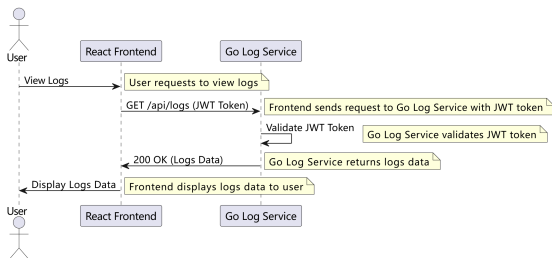 User
React Frontend
Go Log Service
View Logs
User requests to view logs
GET /api/logs (JWT Token)
Frontend sends request to Go Log Service with JWT token
Validate JWT Token
Go Log Service validates JWT token
200 OK (Logs Data)
Go Log Service returns logs data
Display Logs Data
Frontend displays logs data to user
User
React Frontend
Go Log Service